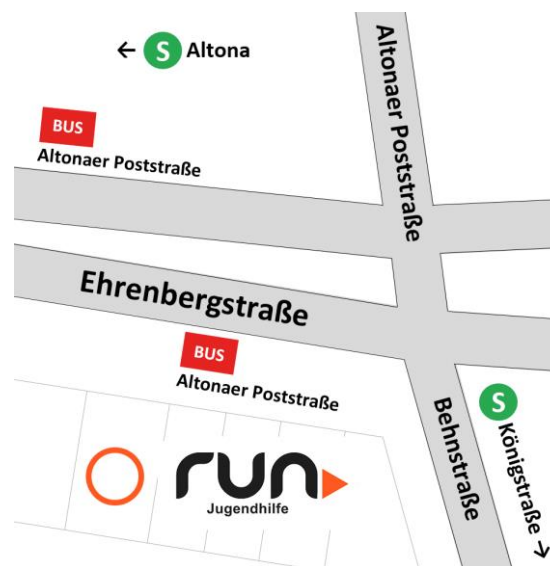 ← S Altona
Altonaer Poststraße
BUS
Altonaer Poststraße
Ehrenbergstraße
BUS
Altonaer Poststraße
S
Königstraße →
Behnstraße
run
Jugendhilfe